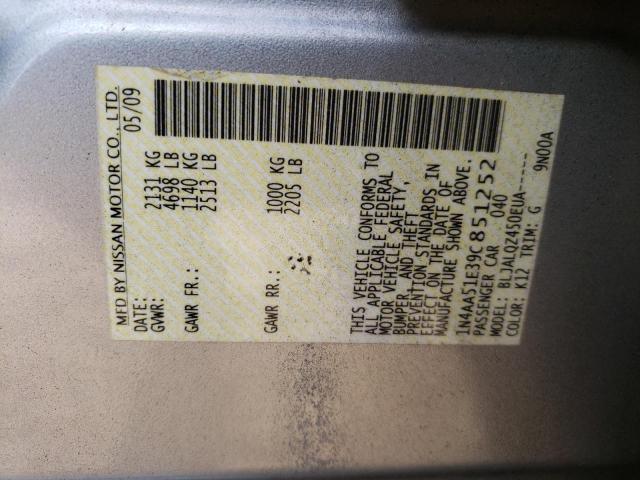 MFD BY NISSAN MOTOR CO., LTD.
DATE: 05/09
GVWR: 2131 KG
4698 LB
GAWR FR.: 1140 KG
2513 LB
GAWR RR.: 1000 KG
2205 LB
THIS VEHICLE CONFORMS TO
ALL APPLICABLE FEDERAL
MOTOR VEHICLE SAFETY,
BUMPER, AND THEFT
PREVENTION STANDARDS IN
EFFECT ON THE DATE OF
MANUFACTURE SHOWN ABOVE.
1N4AA51E39C851252
PASSENGER CAR 040
MODEL: BLJALQZ450EUA-----
COLOR: K12 TRIM: G 9N00A